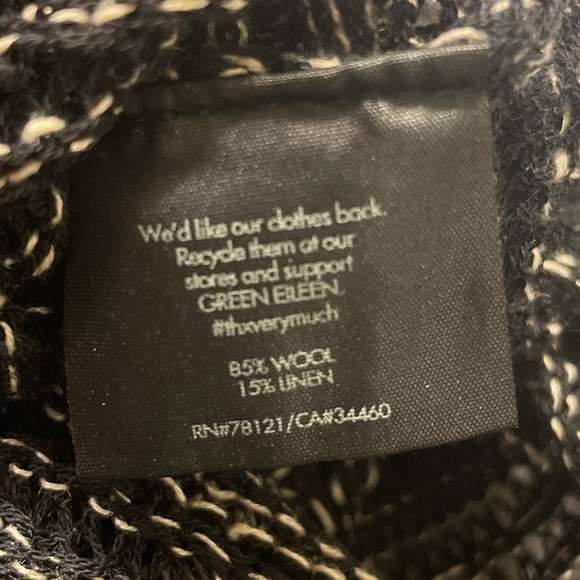 We'd like our clothes back.
Recycle them at our
stores and support
GREEN EILEEN.
#thxverymuch
85% WOOL
15% LINEN
RN#78121/CA#34460